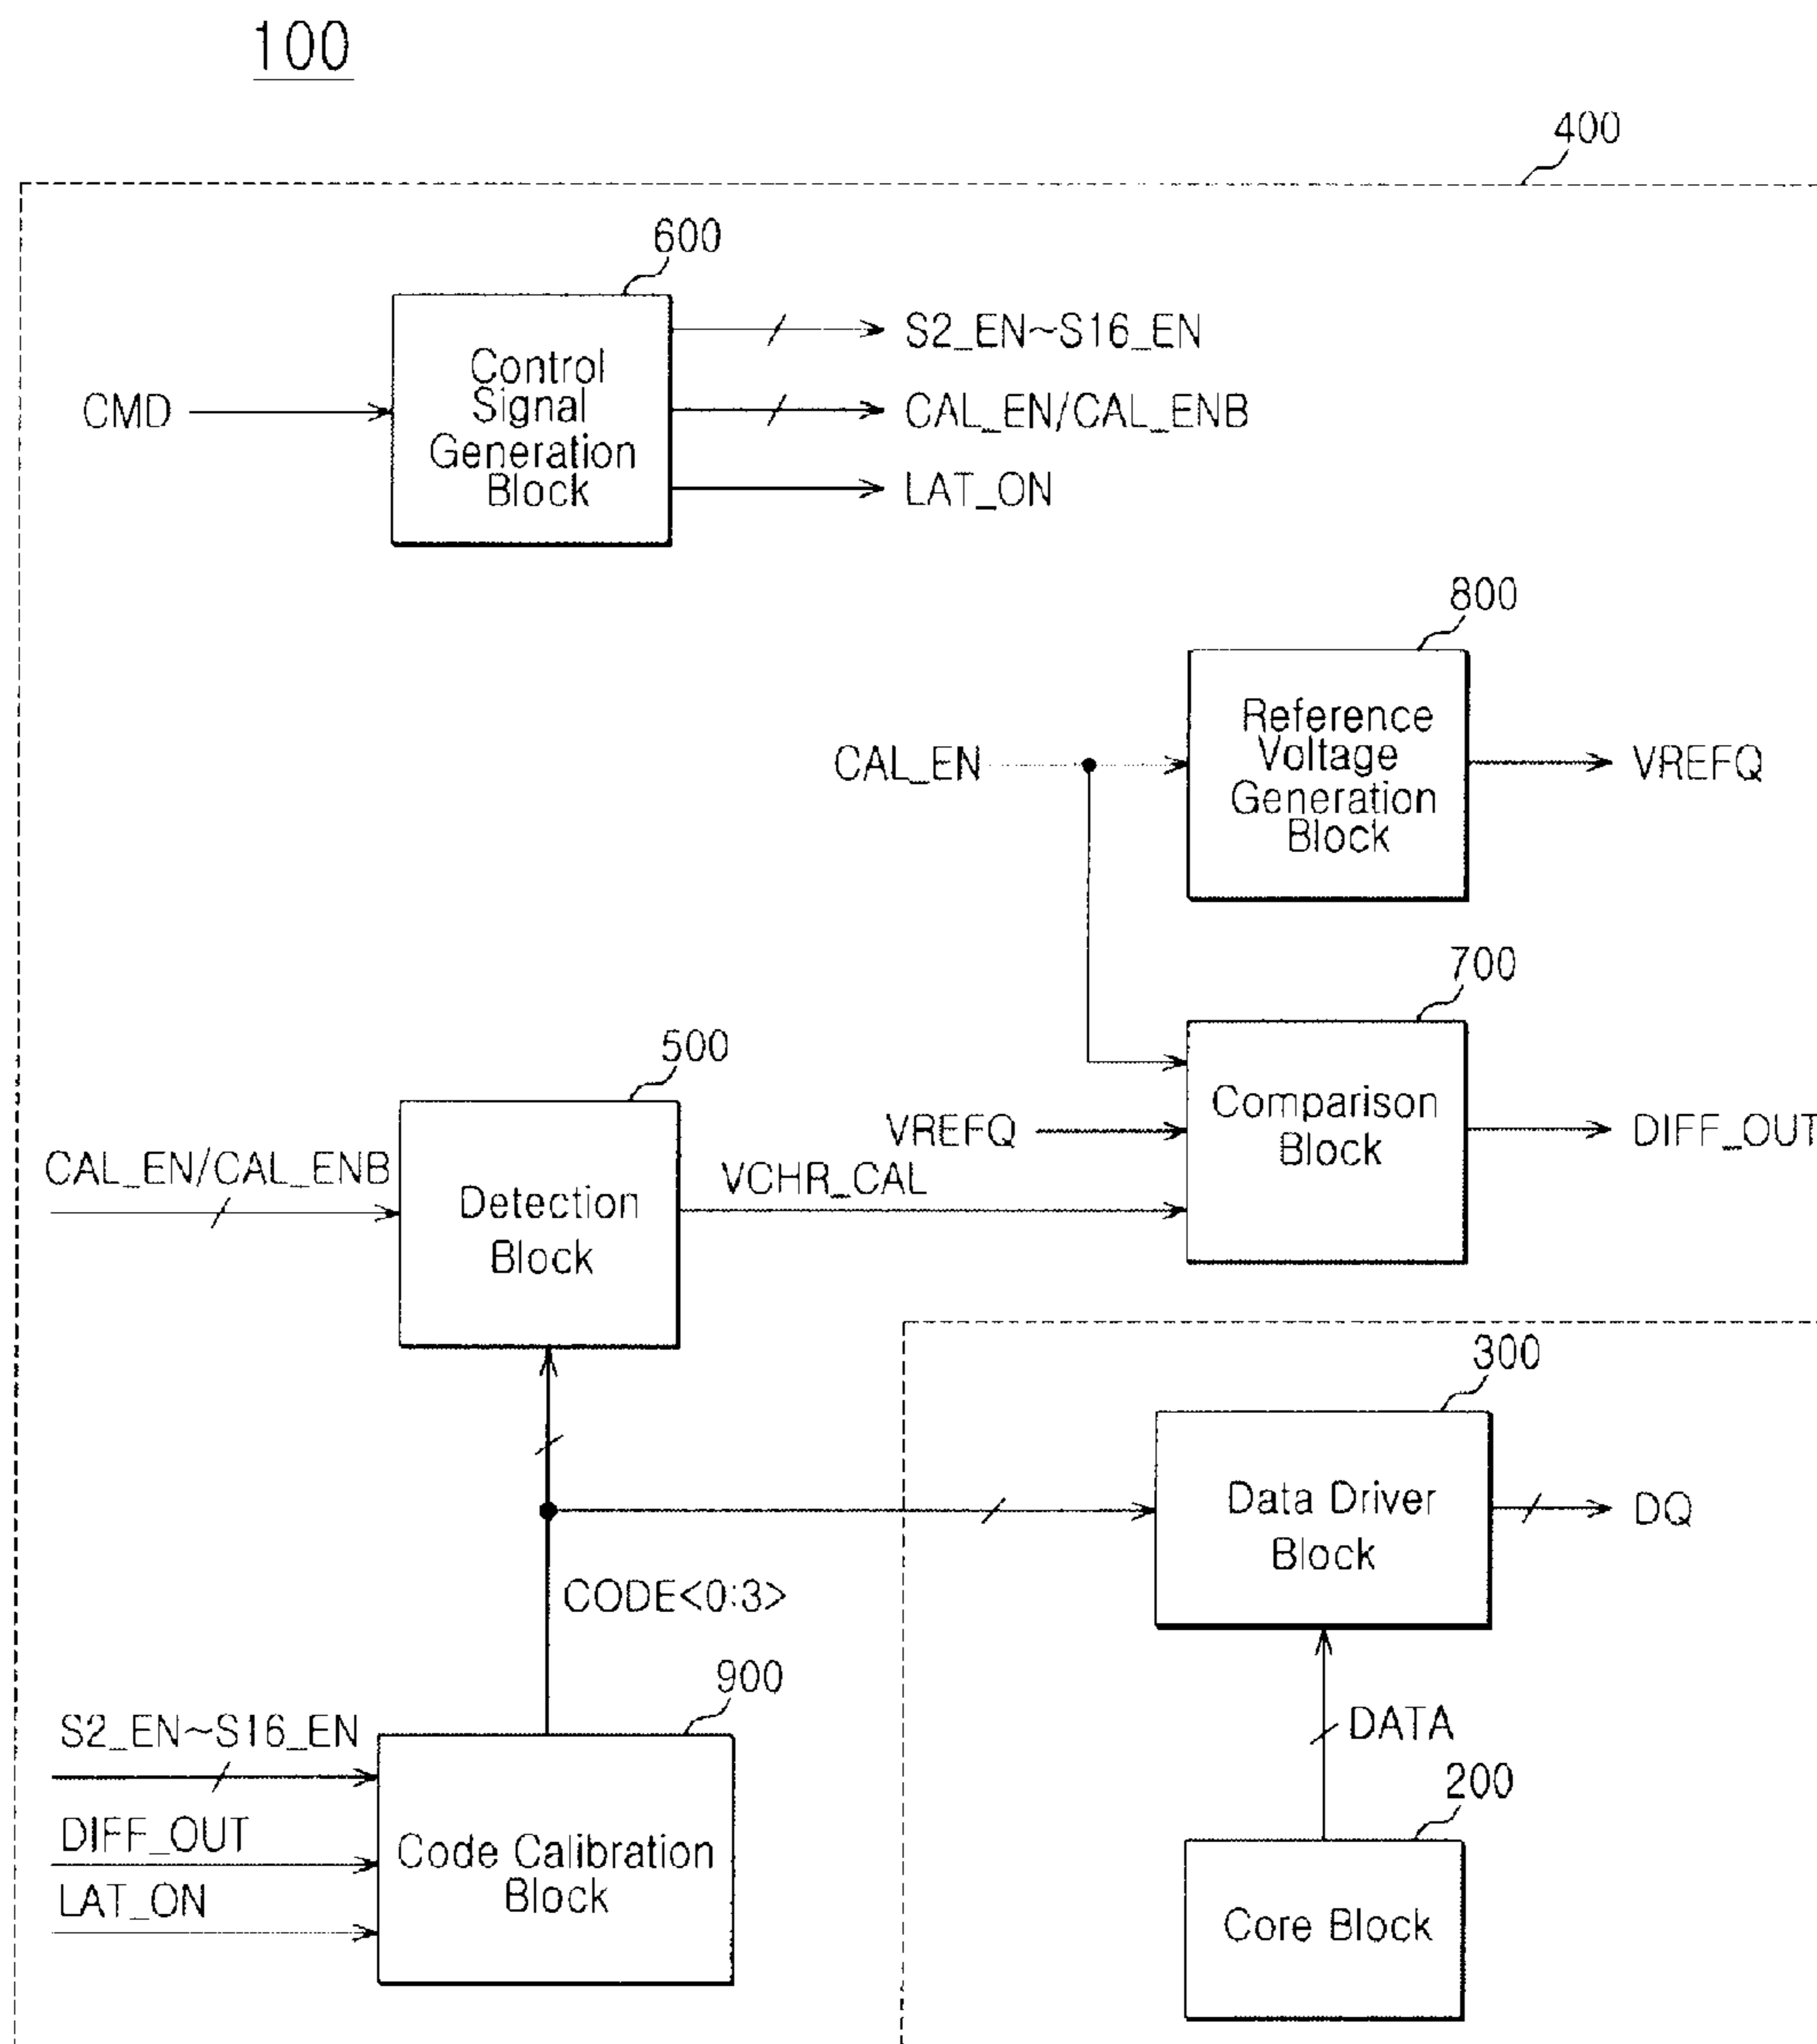 100
400
600
Control
Signal
Generation
Block
CMD
S2_EN~S16_EN
CAL_EN/CAL_ENB
LAT_ON
800
Reference
Voltage
Generation
Block
CAL_EN
VREFQ
700
Comparison
Block
VREFQ
DIFF_OUT
500
CAL_EN/CAL_ENB
Detection
Block
VCHR_CAL
300
Data Driver
Block
DQ
CODE<0:3>
900
S2_EN~S16_EN
DIFF_OUT
LAT_ON
Code Calibration
Block
DATA
200
Core Block